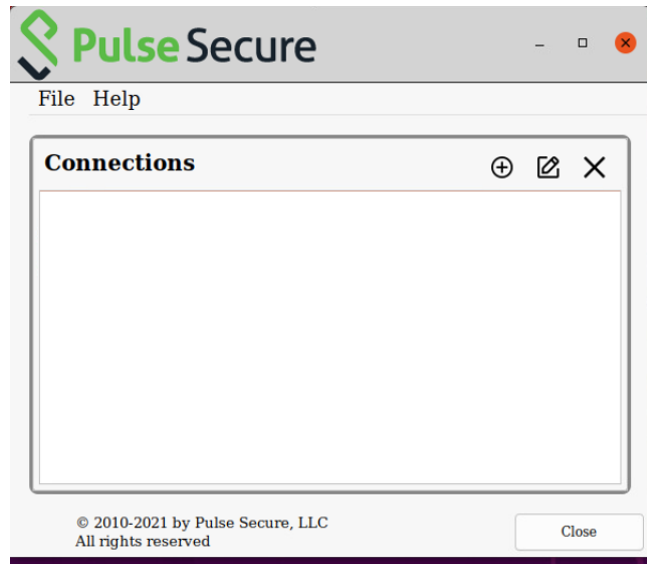 Pulse Secure
File Help
Connections
© 2010-2021 by Pulse Secure, LLC
All rights reserved
Close